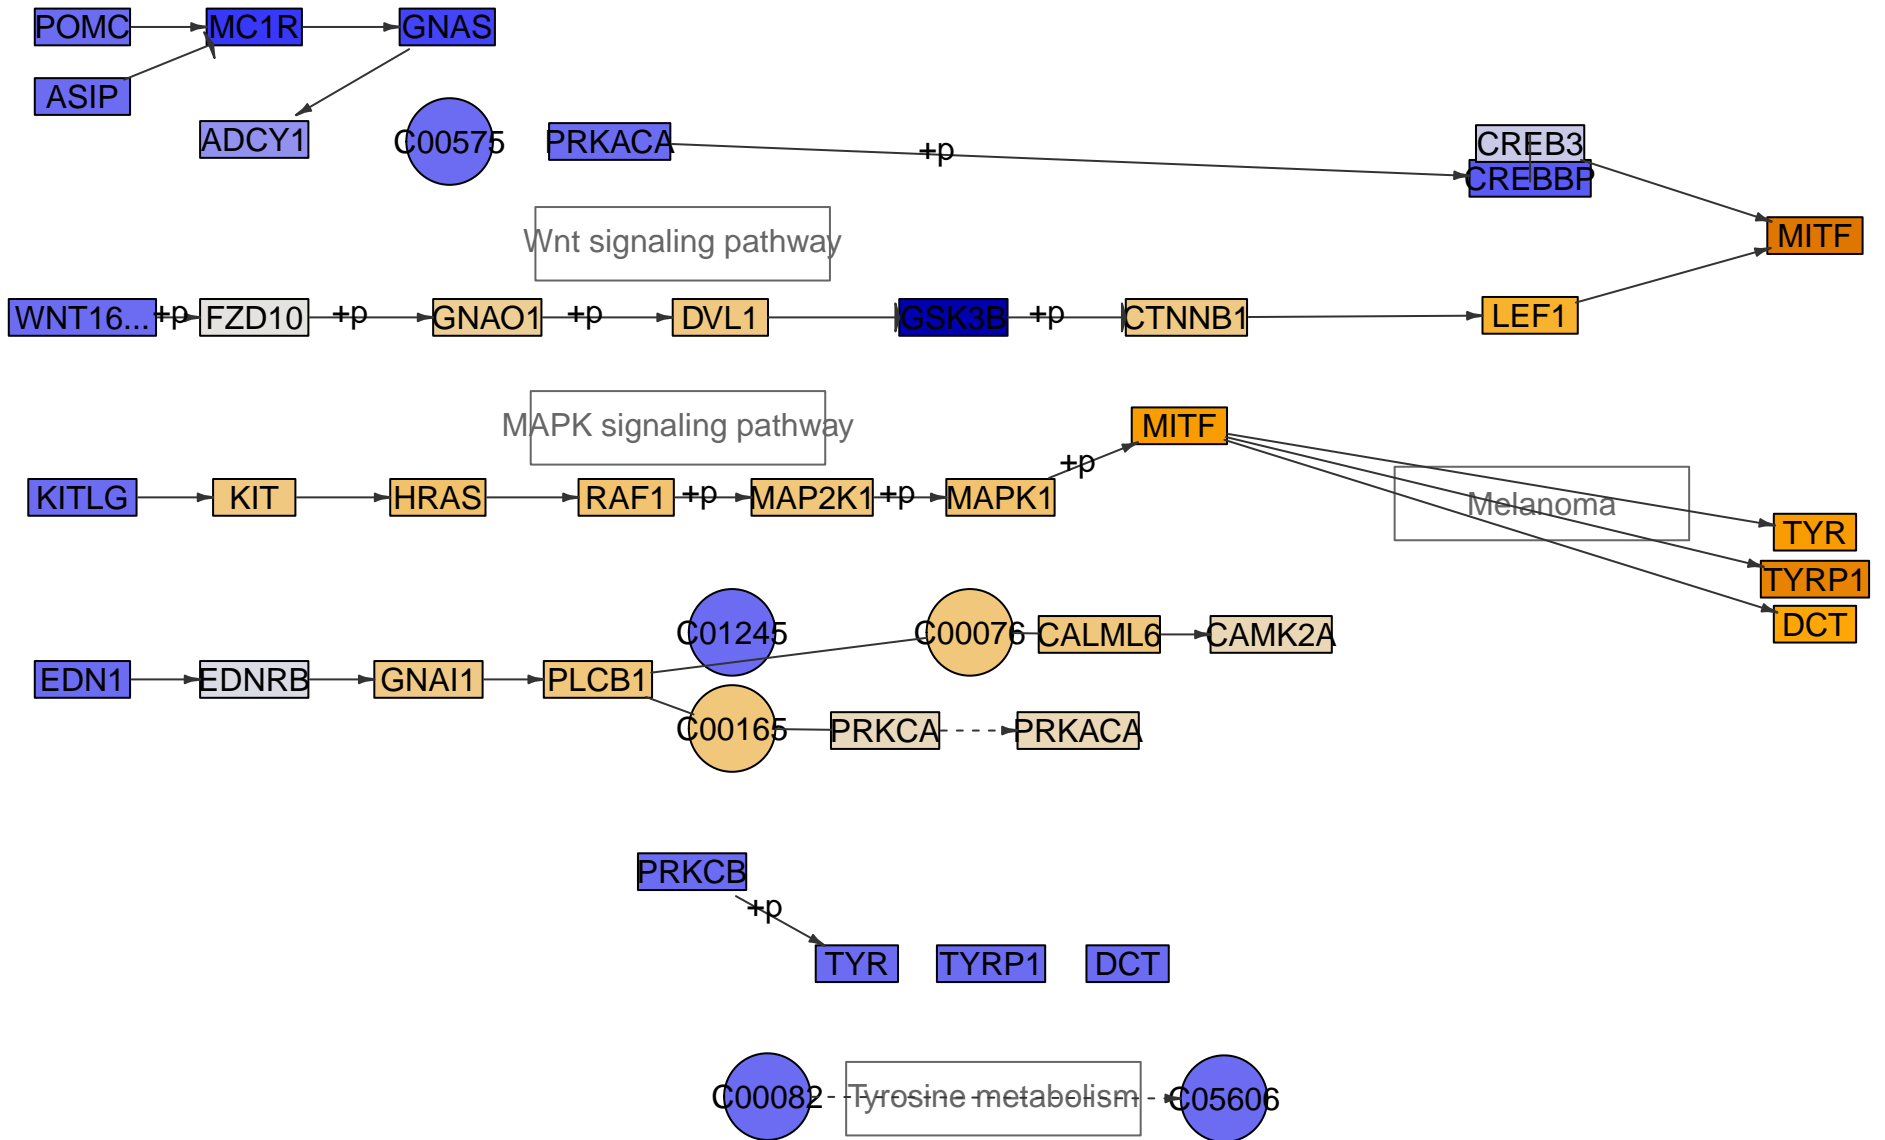 POMC
MC1R
GNAS
ASIP
ADCY1
C00575
PRKACA
+p
CREB3
CREBBP
MITF
Wnt signaling pathway
WNT16...
+p
FZD10
+p
GNAO1
+p
DVL1
GSK3B
+p
CTNNB1
LEF1
MAPK signaling pathway
MITF
+p
KITLG
KIT
HRAS
RAF1
+p
MAP2K1
+p
MAPK1
Melanoma
TYR
TYRP1
DCT
C01245
C00076
CALML6
CAMK2A
EDN1
EDNRB
GNAI1
PLCB1
C00165
PRKCA
PRKACA
PRKCB
+p
TYR
TYRP1
DCT
C00082
Tyrosine metabolism
C05606